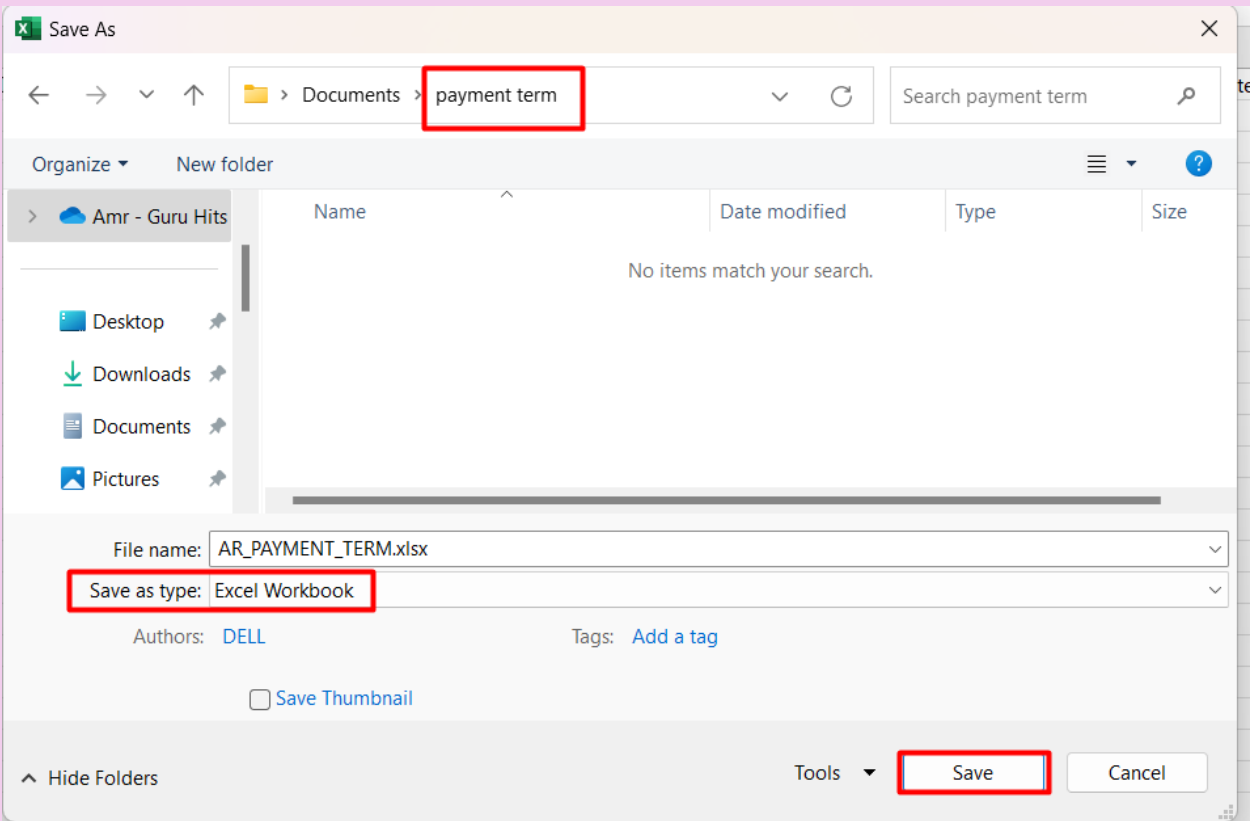 Save As
Documents > payment term
Search payment term
Organize
New folder
?
Amr - Guru Hits
Name
Date modified
Type
Size
No items match your search.
Desktop
Downloads
Documents
Pictures
File name: AR_PAYMENT_TERM.xlsx
Save as type: Excel Workbook
Authors: DELL
Tags: Add a tag
Save Thumbnail
Hide Folders
Tools
Save
Cancel